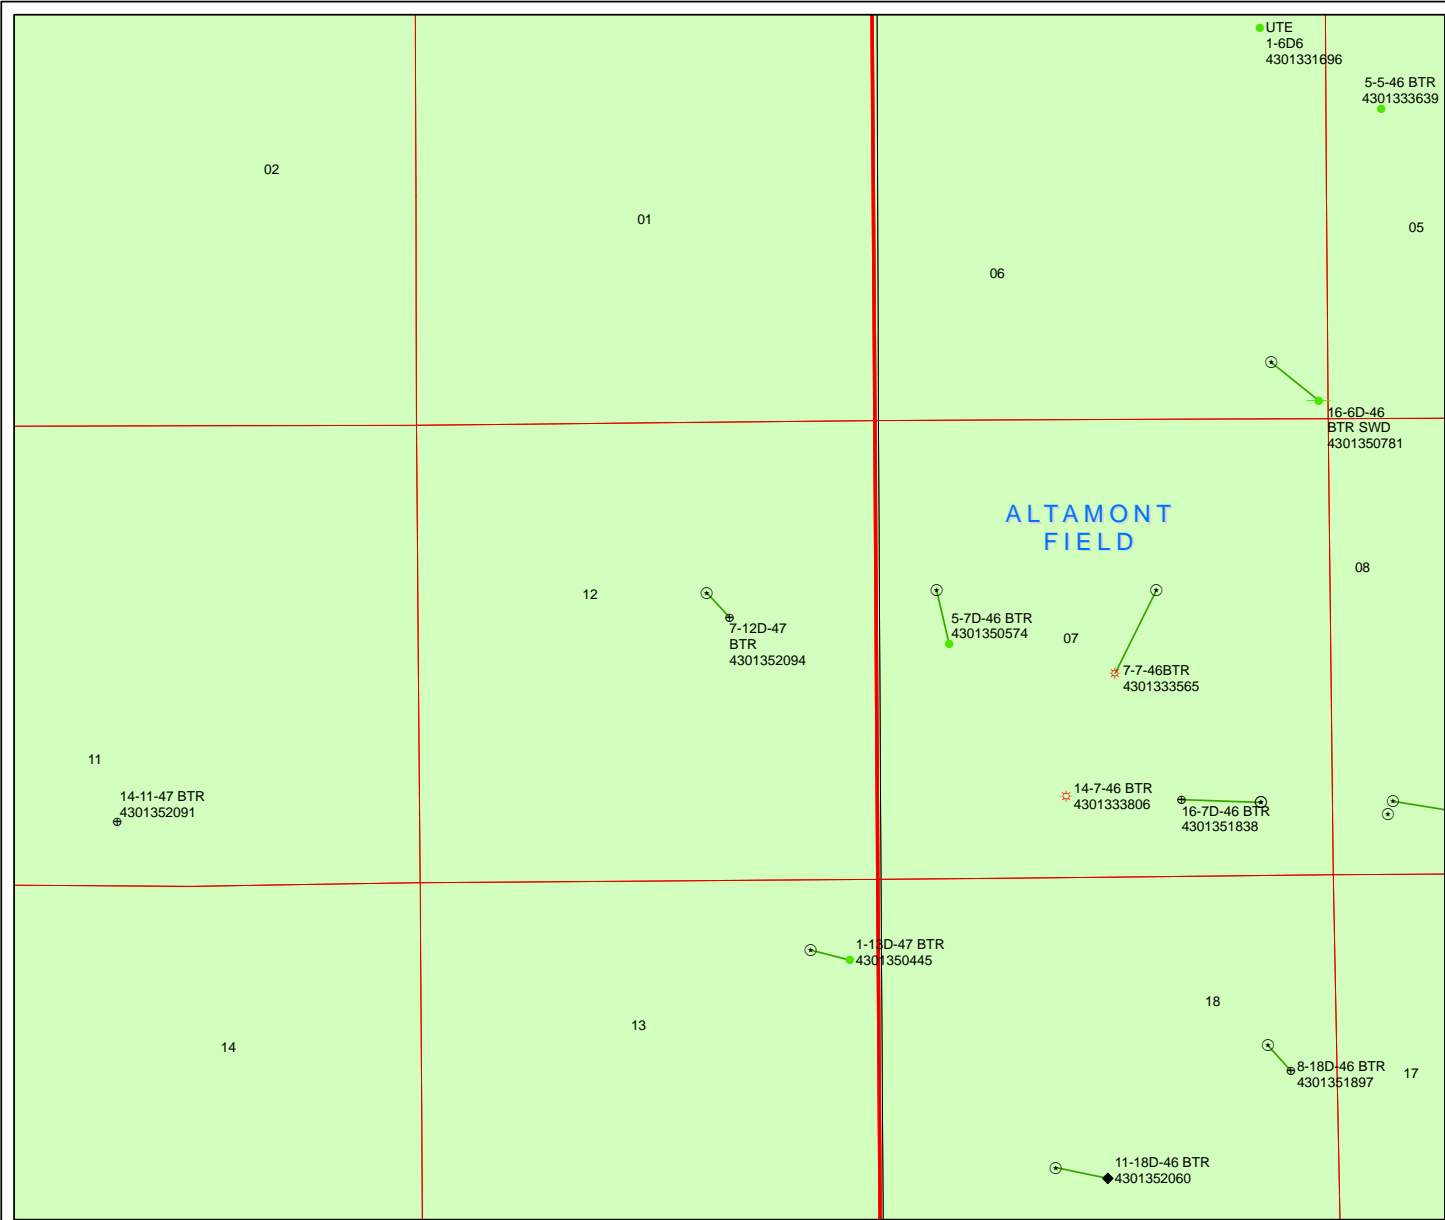 UTE
1-6D6
4301331696
5-5-46 BTR
4301333639
02
01
05
06
16-6D-46
BTR SWD
4301350781
ALTAMONT
FIELD
08
12
5-7D-46 BTR
4301350574
7-12D-47
BTR
4301352094
07
7-7-46BTR
4301333565
11
14-11-47 BTR
4301352091
14-7-46 BTR
4301333806
16-7D-46 BTR
4301351838
1-13D-47 BTR
4301350445
18
13
14
8-18D-46 BTR
4301351897
17
11-18D-46 BTR
4301352060